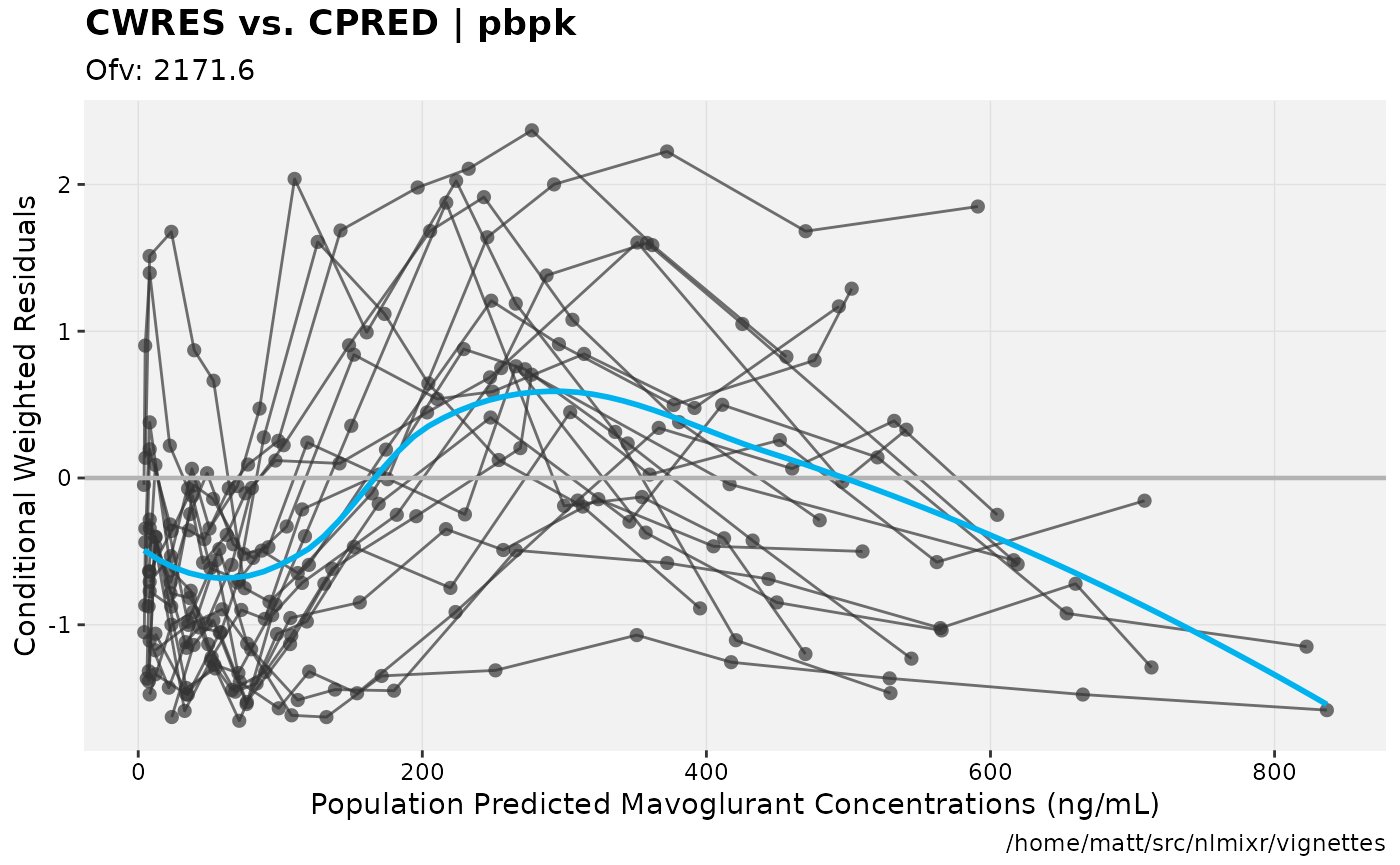 CWRES vs. CPRED | pbpk
Ofv: 2171.6
Conditional Weighted Residuals
2
1
0
-1
0
200
400
600
800
Population Predicted Mavoglurant Concentrations (ng/mL)
/home/matt/src/nlmixr/vignettes